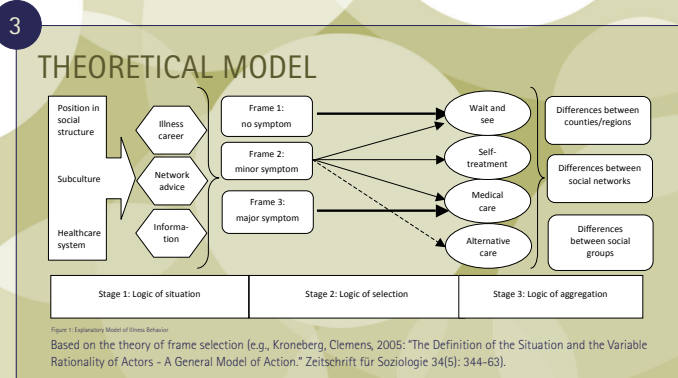 3
THEORETICAL MODEL
Position in
social
structure
Subculture
Healthcare
system
Illness
career
Network
advice
Informa-
tion
Frame 1:
no symptom
Frame 2:
minor symptom
Frame 3:
major symptom
Wait and
see
Self-
treatment
Medical
care
Alternative
care
Differences between
counties/regions
Differences between
social networks
Differences
between social
groups
Stage 1: Logic of situation
Stage 2: Logic of selection
Stage 3: Logic of aggregation
Figure 1: Explanatory Model of Illness Behavior
Based on the theory of frame selection (e.g., Kroneberg, Clemens, 2005: "The Definition of the Situation and the Variable
Rationality of Actors - A General Model of Action." Zeitschrift für Soziologie 34(5): 344-63).